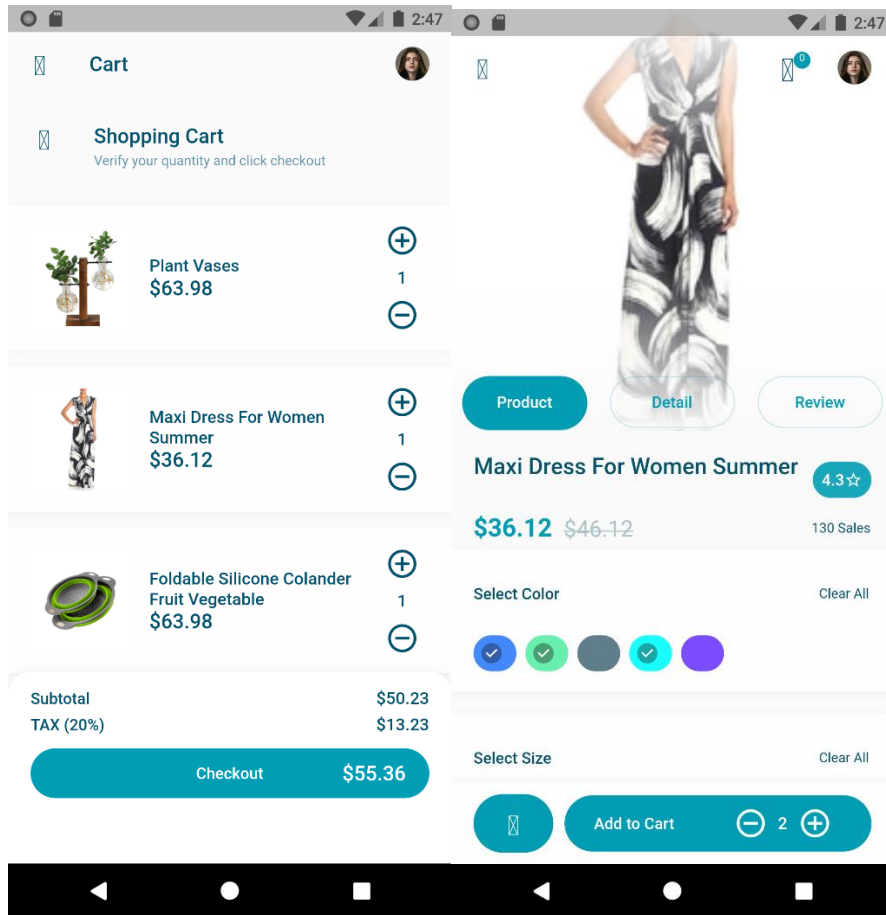 2:47
Cart
Shopping Cart
Verify your quantity and click checkout
Plant Vases
$63.98
1
Maxi Dress For Women
Summer
$36.12
1
Foldable Silicone Colander
Fruit Vegetable
$63.98
1
Subtotal $50.23
TAX (20%) $13.23
Checkout $55.36
2:47
0
Product Detail Review
Maxi Dress For Women Summer
4.3
$36.12 $46.12 130 Sales
Select Color Clear All
Select Size Clear All
Add to Cart 2